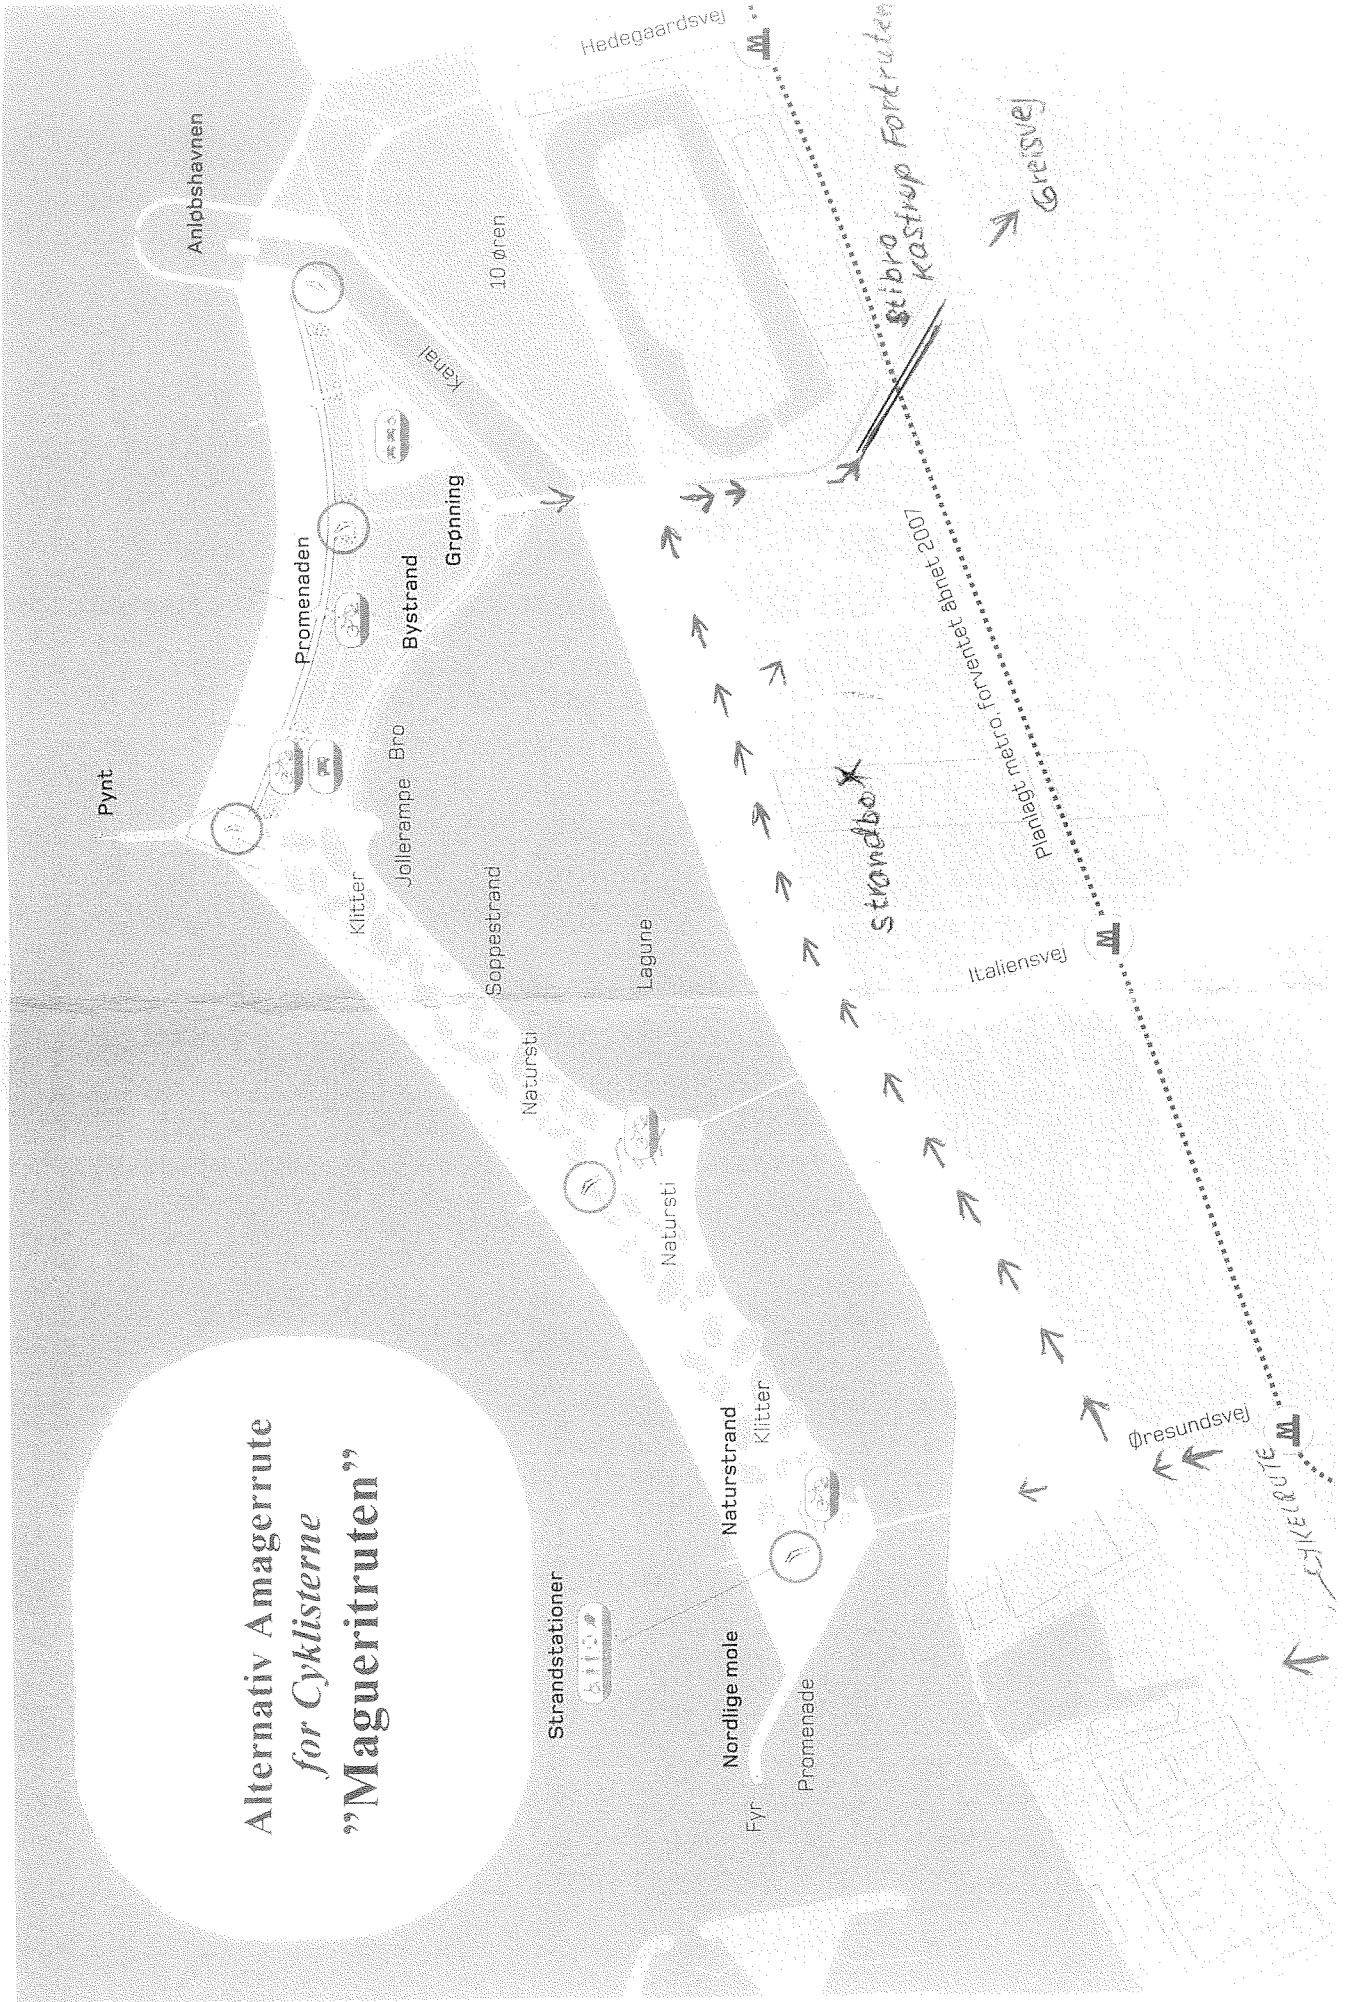 Alternativ Amagerrute
for Cyklisterne
”Magueritruten”
Pynt
Anløbshavnen
Promenaden
Kanal
10 øren
Hedegaardsvej
M
Bystrand
Grønning
Jollerampe Bro
Klitter
Soppestrand
Lagune
Natursti
Natursti
Naturstrand
Klitter
Strandstationer
Nordlige mole
Promenade
Fyr
stibro
Kastrup Fortruten
Greisvej
Planlagt metro, forventet åbnet 2007
strandbo
Italiensvej
M
Øresundsvej
M
CYKELRUTE